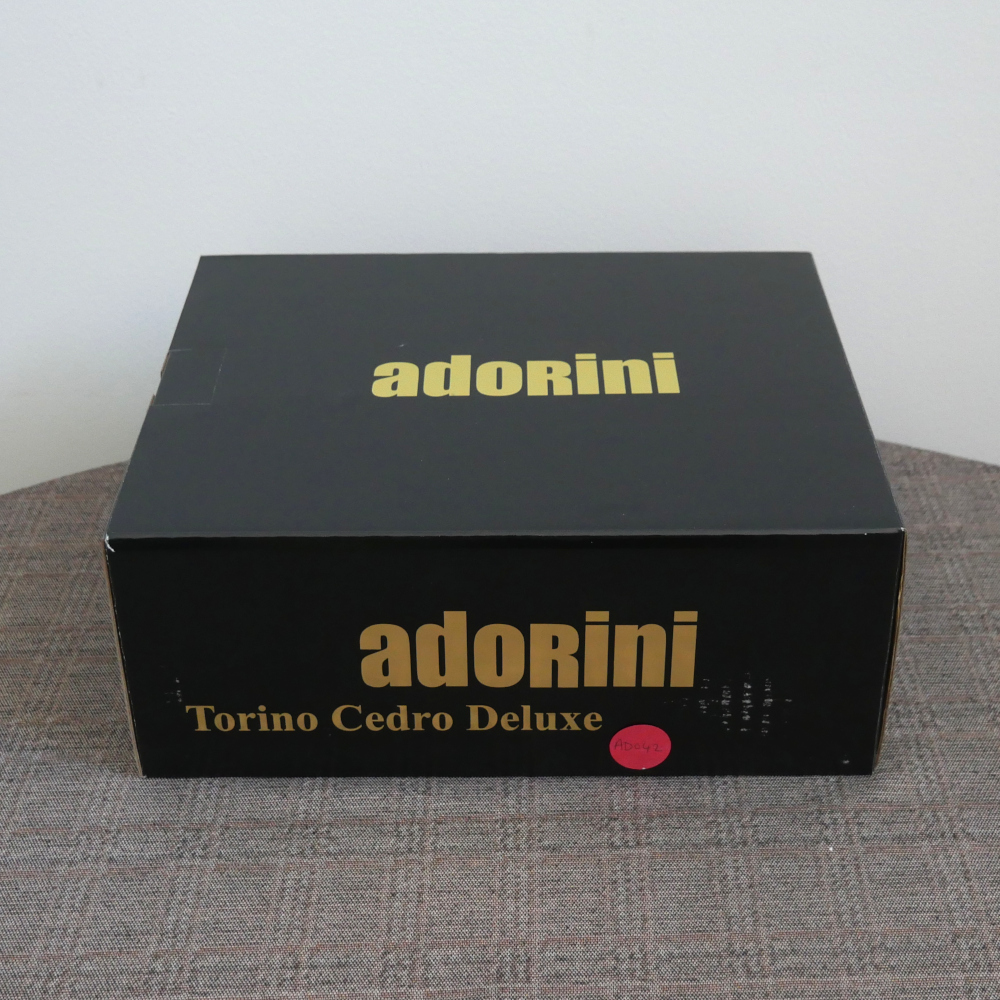 adoRini
adoRini
Torino Cedro Deluxe
AD042